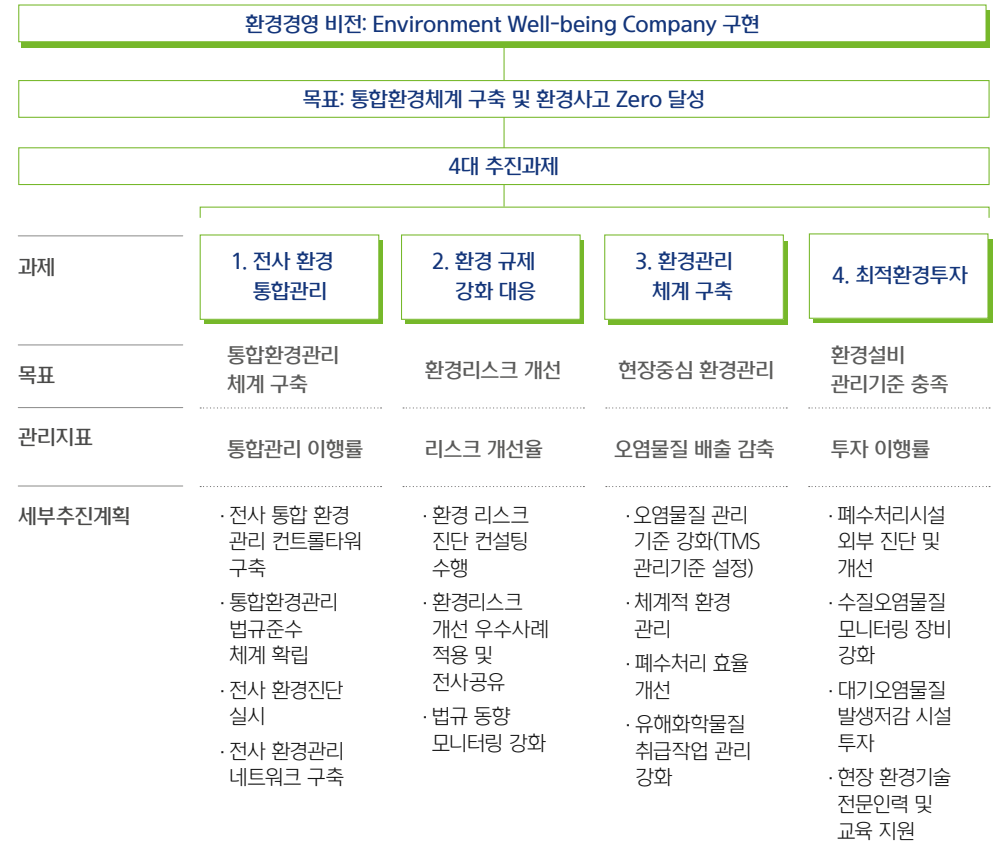 환경경영 비전: Environment Well-being Company 구현
목표: 통합환경체계 구축 및 환경사고 Zero 달성
4대 추진과제
과제
1. 전사 환경
통합관리
2. 환경 규제
강화 대응
3. 환경관리
체계 구축
4. 최적환경투자
목표
통합환경관리
체계 구축
환경리스크 개선
현장중심 환경관리
환경설비
관리기준 충족
관리지표
통합관리 이행률
리스크 개선율
오염물질 배출 감축
투자 이행률
세부추진계획
· 전사 통합 환경
관리 컨트롤타워
구축
· 통합환경관리
법규준수
체계 확립
· 전사 환경진단
실시
· 전사 환경관리
네트워크 구축
· 환경 리스크
진단 컨설팅
수행
· 환경리스크
개선 우수사례
적용 및
전사공유
· 법규 동향
모니터링 강화
· 오염물질 관리
기준 강화(TMS
관리기준 설정)
· 체계적 환경
관리
· 폐수처리 효율
개선
· 유해화학물질
취급작업 관리
강화
· 폐수처리시설
외부 진단 및
개선
· 수질오염물질
모니터링 장비
강화
· 대기오염물질
발생저감 시설
투자
· 현장 환경기술
전문인력 및
교육 지원